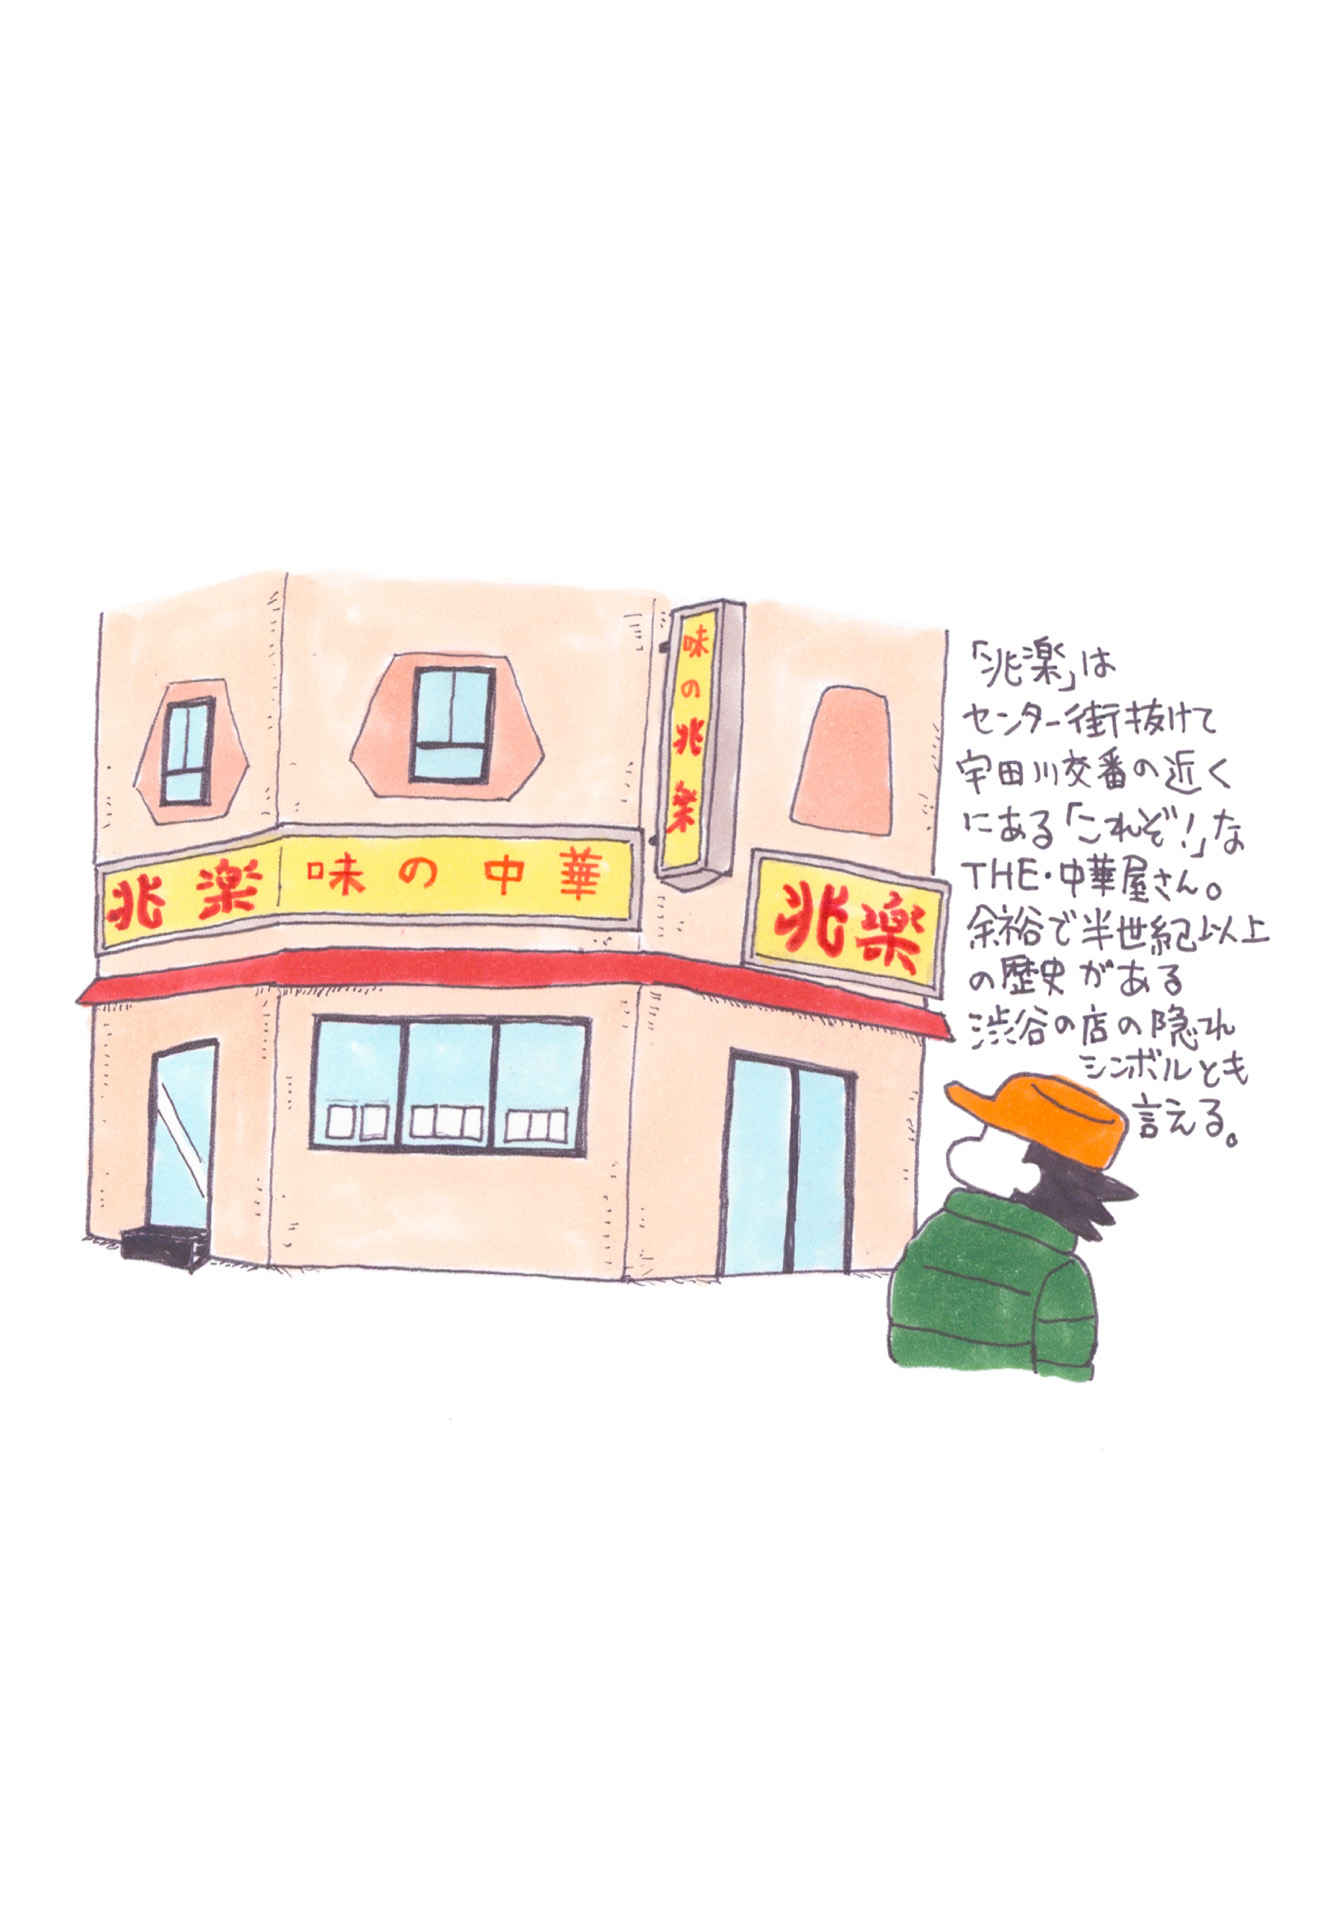 味の兆楽
兆楽 味の中華
兆楽
「兆楽」は
センター街抜けて
宇田川交番の近く
にある「これぞ!」な
THE・中華屋さん。
余裕で半世紀以上
の歴史がある
渋谷の店の隠れ
シンボルとも
言える。